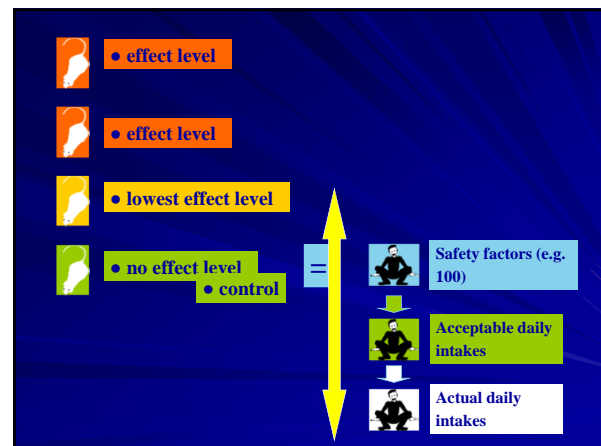 ● effect level
● effect level
● lowest effect level
● no effect level
● control
=
Safety factors (e.g.
100)
Acceptable daily
intakes
Actual daily
intakes